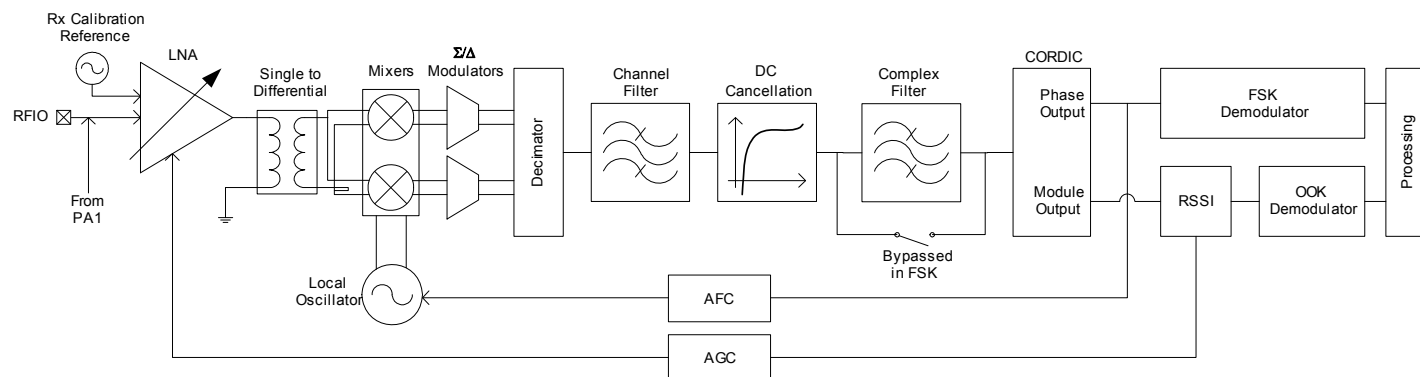 Rx Calibration
Reference
LNA
RFIO
From
PA1
Single to
Differential
Mixers
Σ/Δ
Modulators
Decimator
Channel
Filter
DC
Cancellation
Complex
Filter
Bypassed
in FSK
CORDIC
Phase
Output
Module
Output
FSK
Demodulator
RSSI
OOK
Demodulator
Processing
Local
Oscillator
AFC
AGC